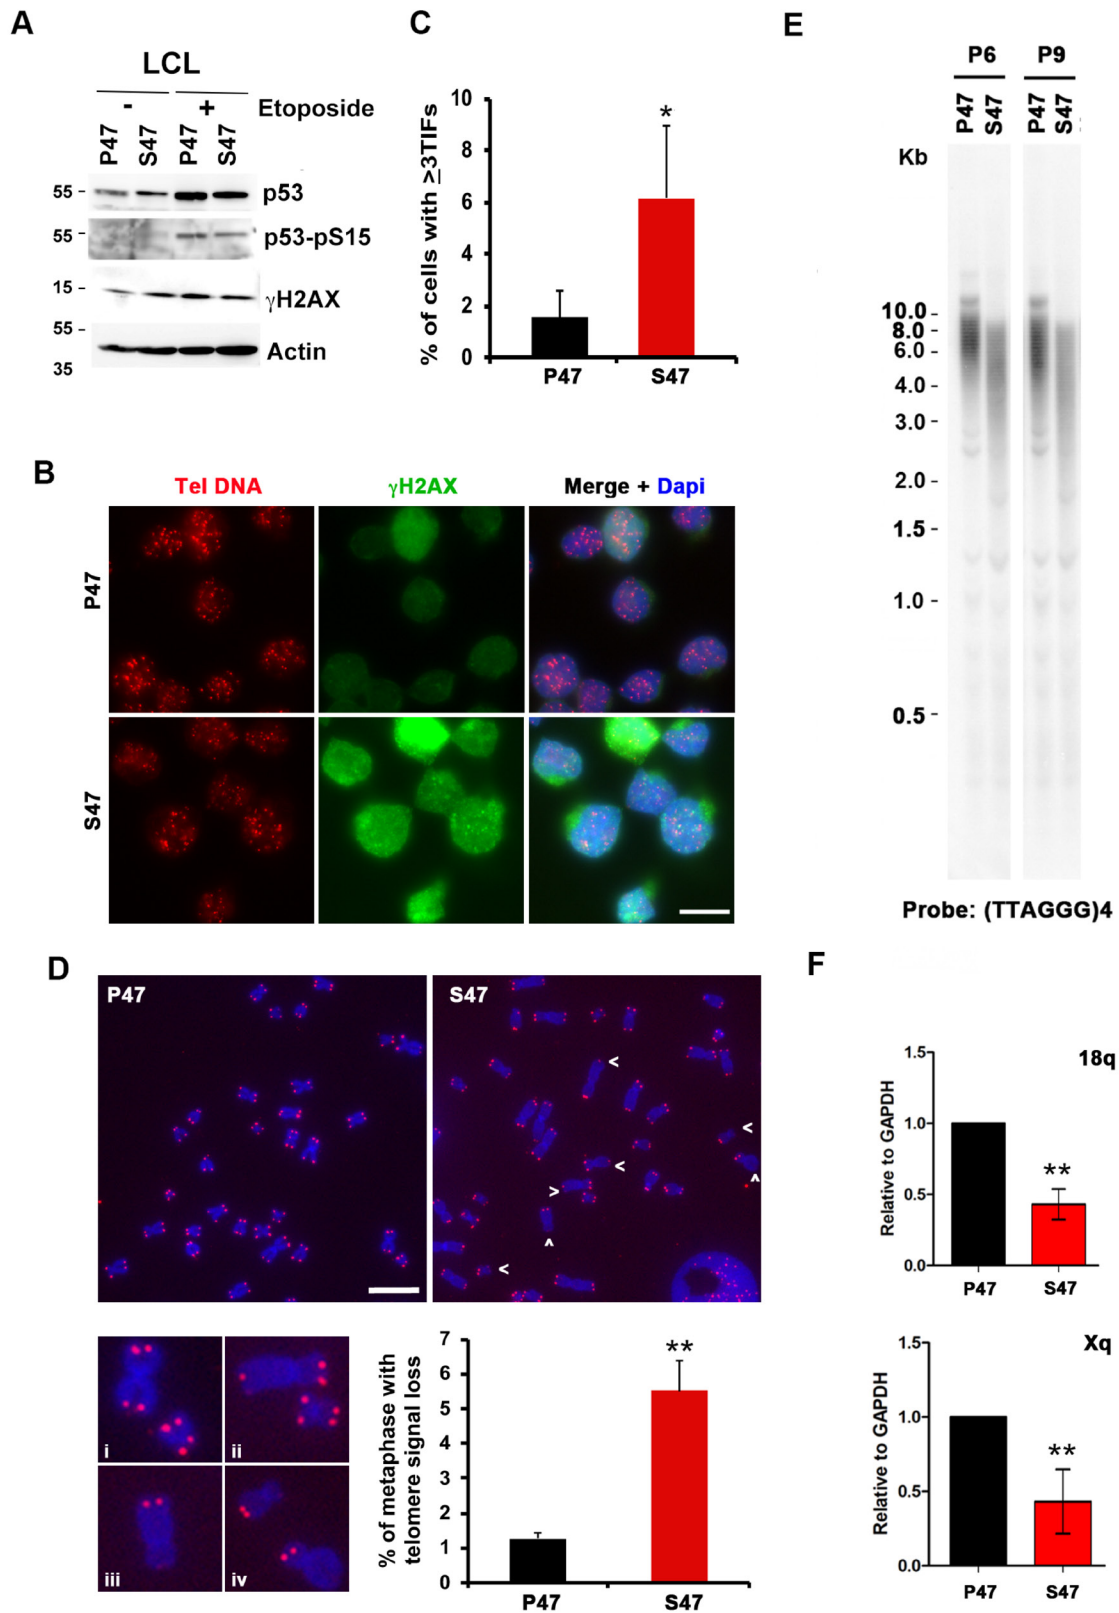 A
LCL
- + Etoposide
P47 S47 P47 S47
55 - p53
55 - p53-pS15
15 - γH2AX
55 -
Actin
35
C
% of cells with ≥3TIFs
10
8
6
4
2
0
*
P47 S47
E
P6 P9
P47 S47 P47 S47
Kb
10.0 -
8.0 -
6.0 -
4.0 -
3.0 -
2.0 -
1.5 -
1.0 -
0.5 -
Probe: (TTAGGG)4
B
Tel DNA γH2AX Merge + Dapi
P47
S47
D
P47 S47
< < < > ^ ^ <
i ii
iii iv
% of metaphase with
telomere signal loss
7
6
5
4
3
2
1
0
**
P47 S47
F
18q
Relative to GAPDH
1.5
1.0
0.5
0.0
**
P47 S47
Xq
Relative to GAPDH
1.5
1.0
0.5
0.0
**
P47 S47